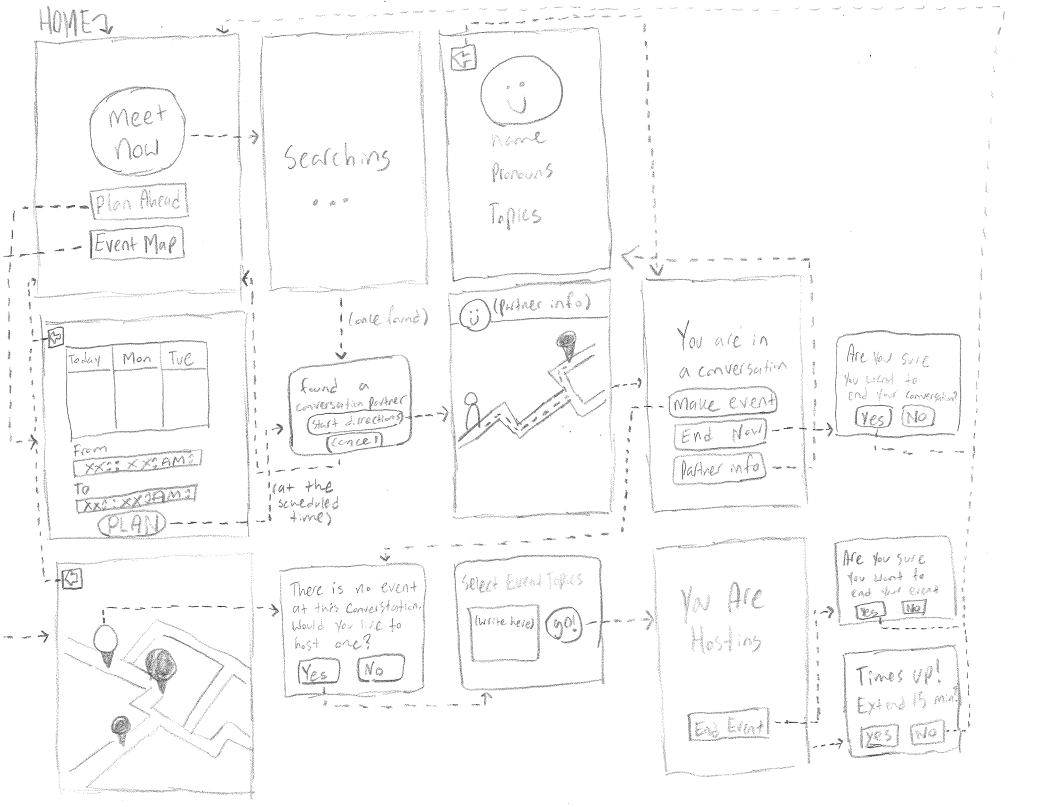 HOME
Meet
Now
Plan Ahead
Event Map
Searching
...
name
Pronouns
Topics
Today Mon Tue
From
XX::XX:AM:
To
XX::XX:AM:
PLAN
(once found)
found a
conversation partner
Start directions
Cancel
(at the
scheduled
time)
(Partner info)
You are in
a conversation
Make event
End Now
Partner info
Are You Sure
You want to
end Your Conversation?
Yes No
There is no event
at this Converstation.
Would You like to
host one?
Yes No
Select Event Topics
(write here)
go!
You Are
Hosting
End Event
Are You Sure
You Want to
end Your event
Yes No
Times up!
Extend 15 min?
yes No